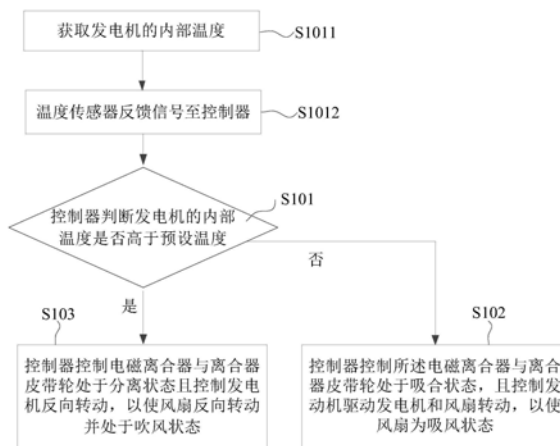 获取发电机的内部温度
S1011
温度传感器反馈信号至控制器
S1012
控制器判断发电机的内部
温度是否高于预设温度
S101
是
否
S103
控制器控制电磁离合器与离合器
皮带轮处于分离状态且控制发电
机反向转动，以使风扇反向转动
并处于吹风状态
S102
控制器控制所述电磁离合器与离合
器皮带轮处于吸合状态，且控制发
动机驱动发电机和风扇转动，以使
风扇为吸风状态